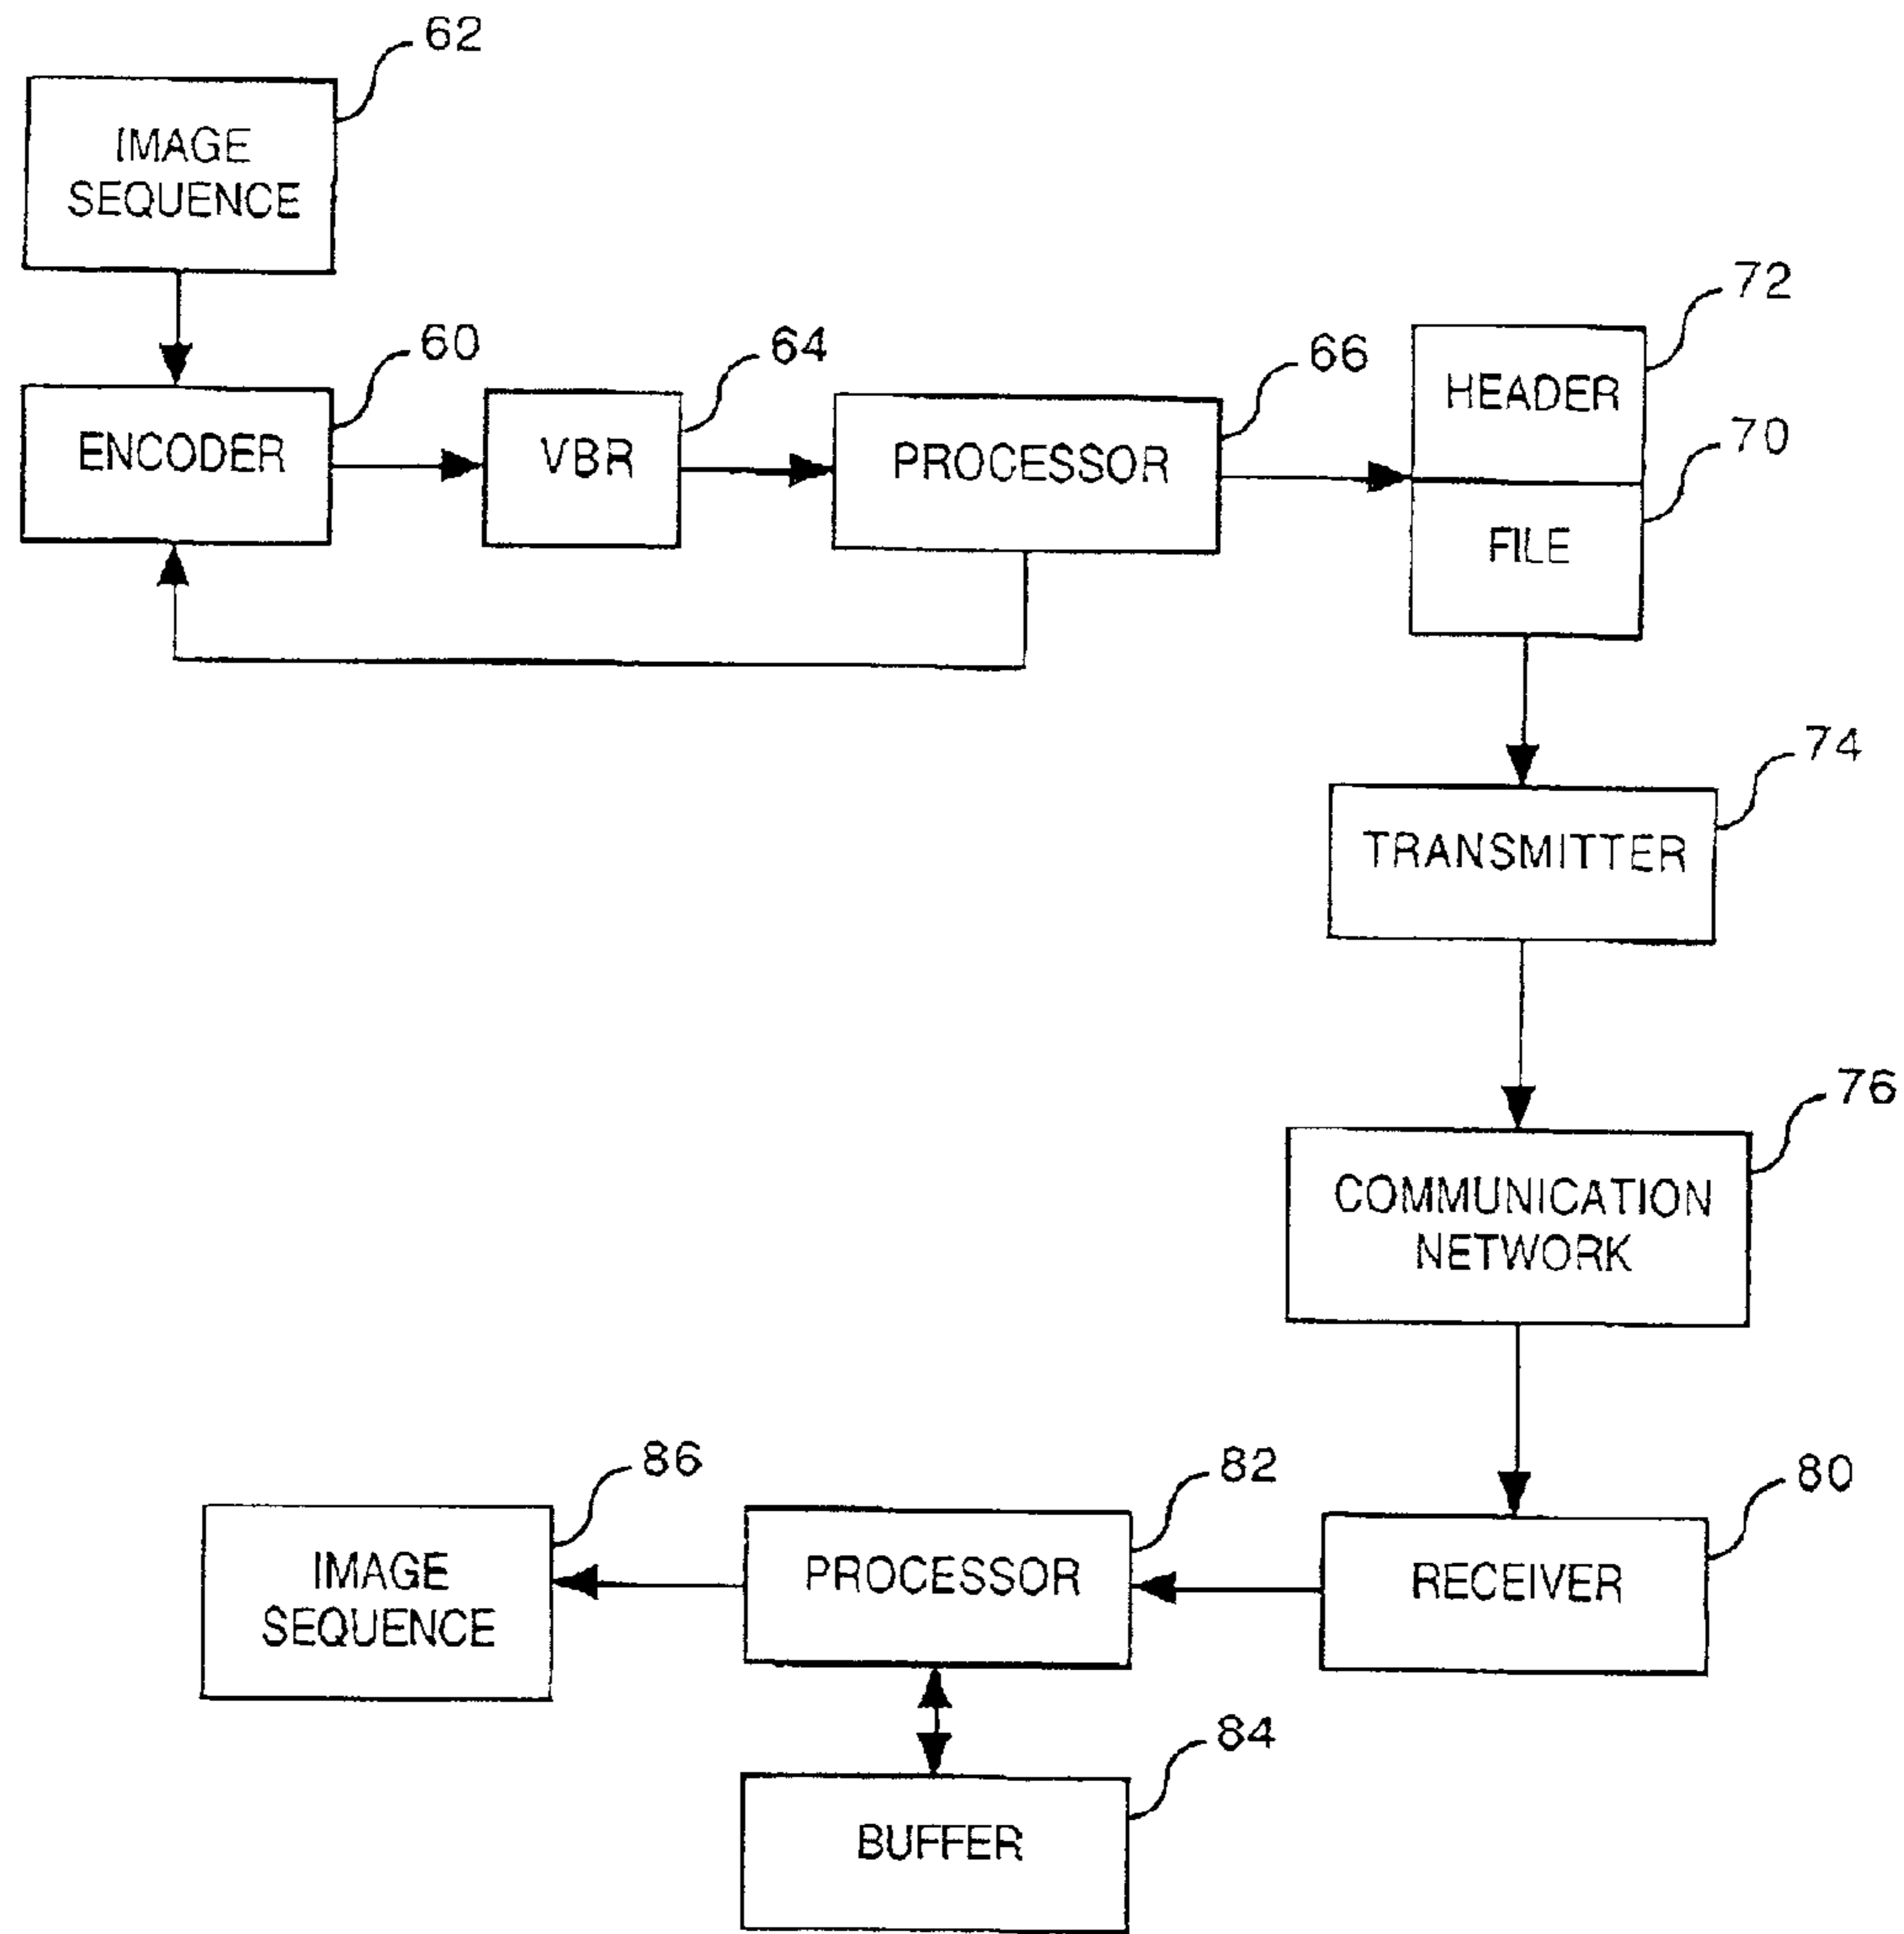 62
IMAGE
SEQUENCE
60
ENCODER
64
VBR
66
PROCESSOR
72
HEADER
70
FILE
74
TRANSMITTER
76
COMMUNICATION
NETWORK
80
RECEIVER
82
PROCESSOR
86
IMAGE
SEQUENCE
84
BUFFER